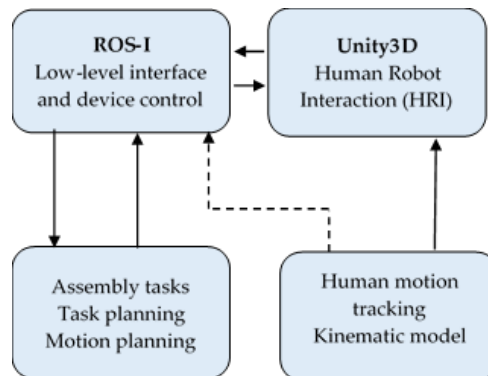 ROS-I
Low-level interface
and device control
Unity3D
Human Robot
Interaction (HRI)
Assembly tasks
Task planning
Motion planning
Human motion
tracking
Kinematic model